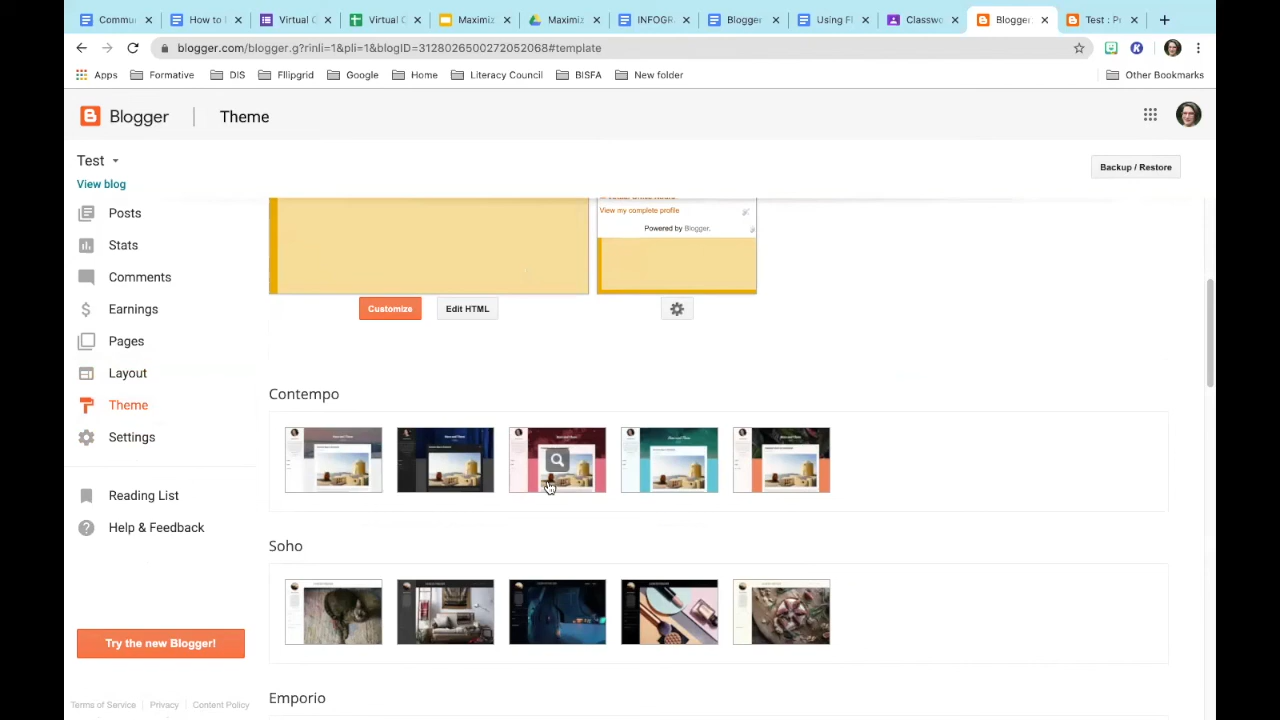 Commu
How to
Virtual C
Virtual C
Maximiz
Maximiz
INFOGR
Blogger
Using Fl
Classwo
Blogger:
Test : Pr
blogger.com/blogger.g?rinli=1&pli=1&blogID=3128026500272052068#template
Apps
Formative
DIS
Fllipgrid
Google
Home
Literacy Council
BISFA
New folder
Other Bookmarks
Blogger
Theme
Test
View blog
Backup / Restore
Posts
Stats
Comments
Earnings
Pages
Layout
Theme
Settings
Reading List
Help & Feedback
Try the new Blogger!
Terms of Service
Privacy
Content Policy
View my complete profile
Powered by Blogger.
Customize
Edit HTML
Contempo
Soho
Emporio